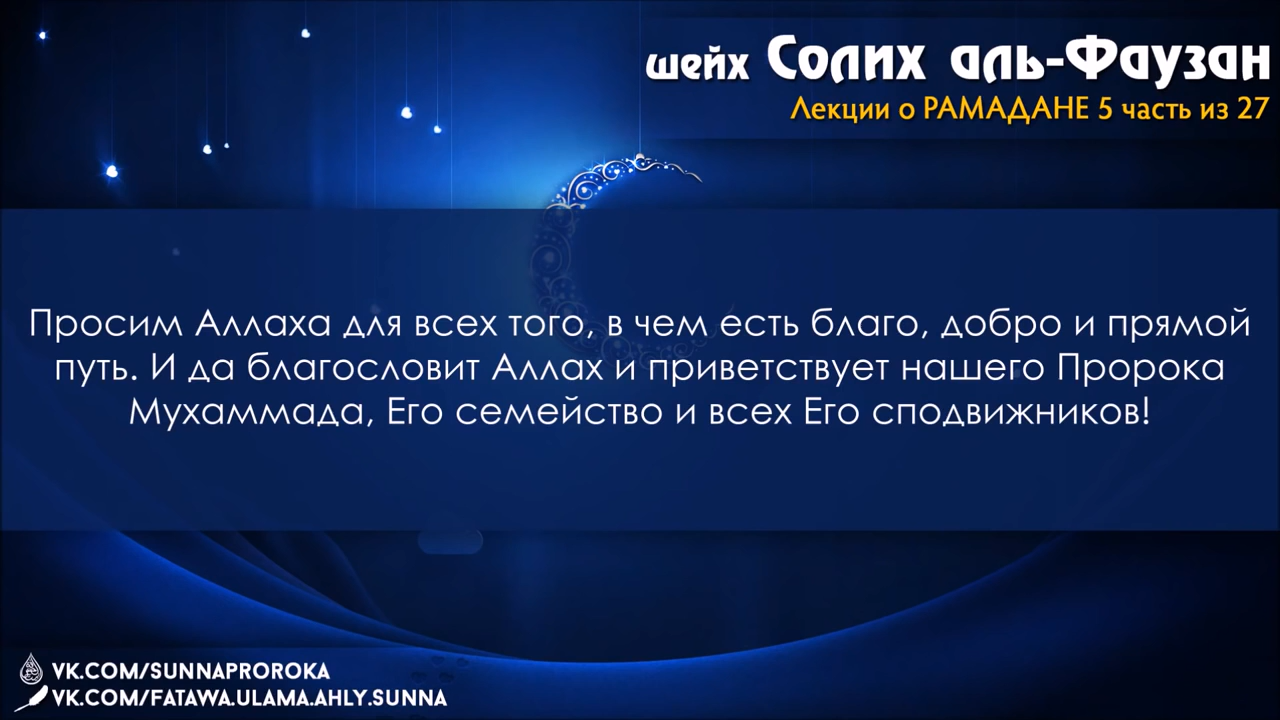 шейх Солих аль-Фаузан
Лекции о РАМАДАНЕ 5 часть из 27
Просим Аллаха для всех того, в чем есть благо, добро и прямой
путь. И да благословит Аллах и приветствует нашего Пророка
Мухаммада, Его семейство и всех Его сподвижников!
VK.COM/SUNNAPROROKA
VK.COM/FATAWA.ULAMA.AHLY.SUNNA